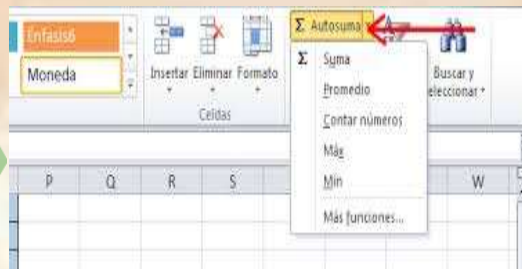 Énfasis6
Moneda
Insertar Eliminar Formato
Celdas
Σ Autosuma
Σ Suma
Promedio
Contar números
Máx
Mín
Más funciones...
Buscar y
seleccionar
P Q R S W